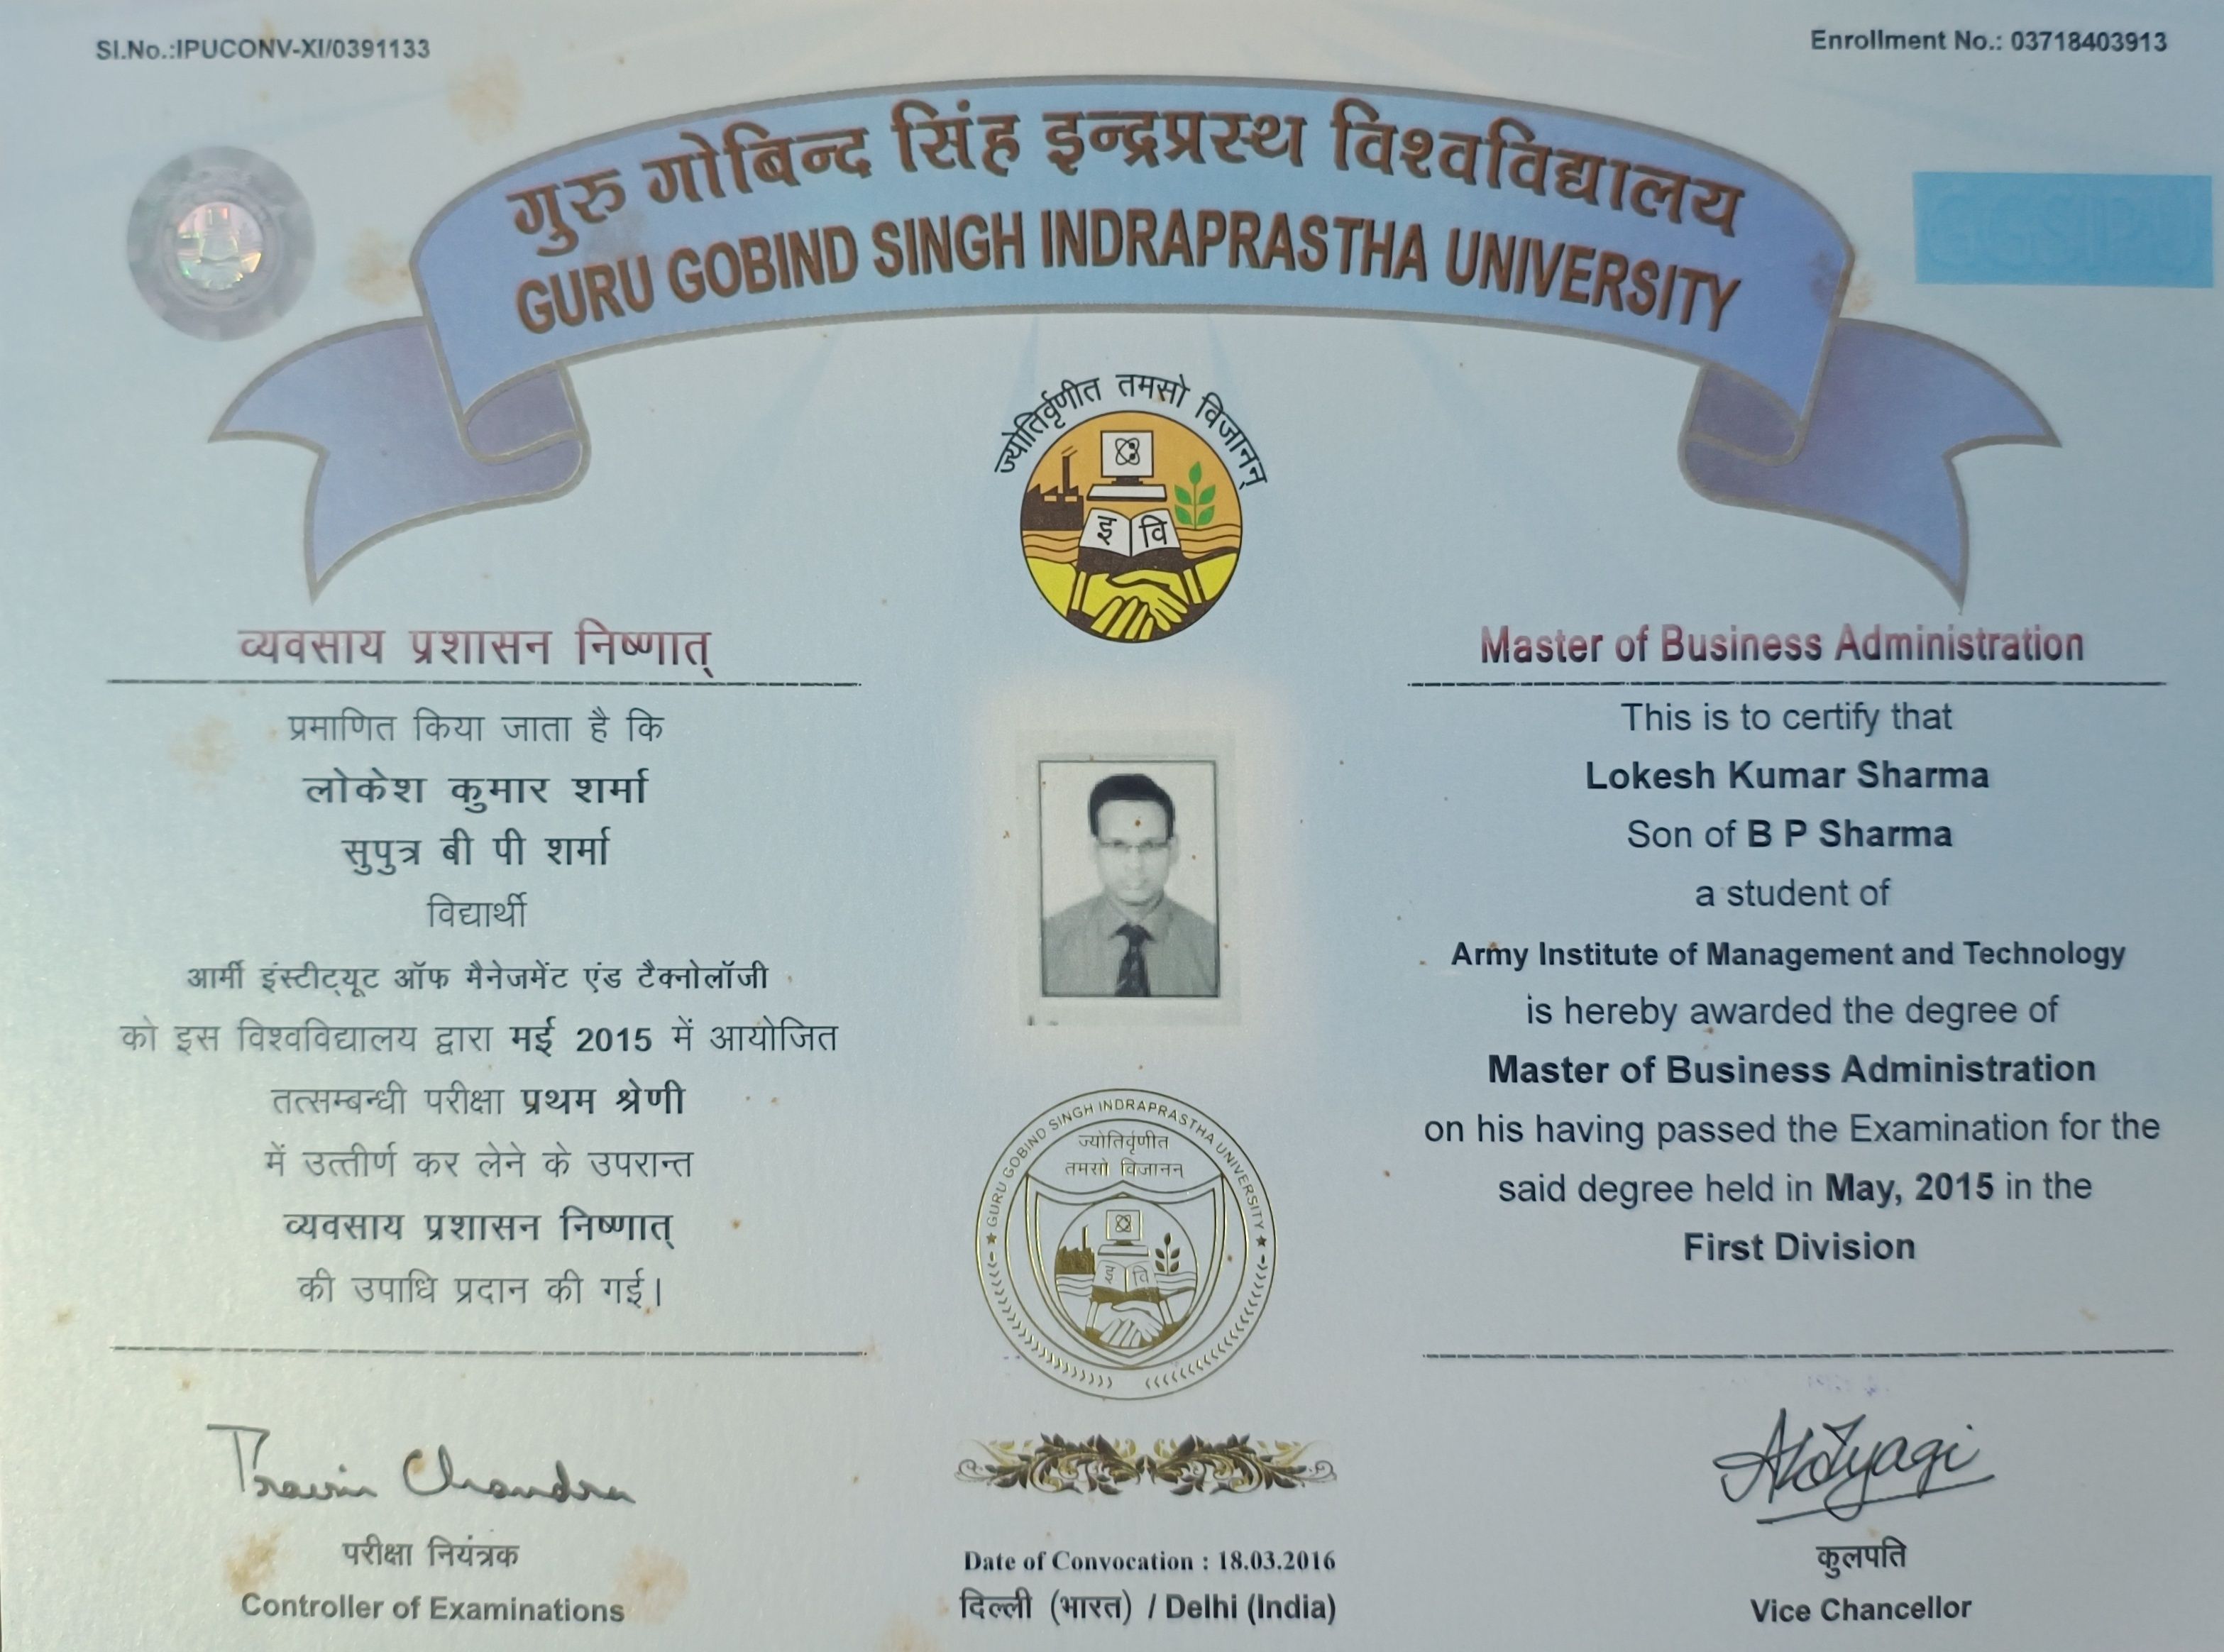 Sl.No.:IPUCONV-XI/0391133
Enrollment No.: 03718403913
गुरु गोबिन्द सिंह इन्द्रप्रस्थ विश्वविद्यालय
GURU GOBIND SINGH INDRAPRASTHA UNIVERSITY
GGSIPU
ज्योतिर्वृणीत तमसो विजानन्
इ वि
व्यवसाय प्रशासन निष्णात्
प्रमाणित किया जाता है कि
लोकेश कुमार शर्मा
सुपुत्र बी पी शर्मा
विद्यार्थी
आर्मी इंस्टीट्यूट ऑफ मैनेजमेंट एंड टैक्नोलॉजी
को इस विश्वविद्यालय द्वारा मई 2015 में आयोजित
तत्सम्बन्धी परीक्षा प्रथम श्रेणी
में उत्तीर्ण कर लेने के उपरान्त
व्यवसाय प्रशासन निष्णात्
की उपाधि प्रदान की गई।
Master of Business Administration
This is to certify that
Lokesh Kumar Sharma
Son of B P Sharma
a student of
Army Institute of Management and Technology
is hereby awarded the degree of
Master of Business Administration
on his having passed the Examination for the
said degree held in May, 2015 in the
First Division
GURU GOBIND SINGH INDRAPRASTHA UNIVERSITY
ज्योतिर्वृणीत
तमसो विजानन्
इ वि
परीक्षा नियंत्रक
Controller of Examinations
Date of Convocation : 18.03.2016
दिल्ली (भारत) / Delhi (India)
कुलपति
Vice Chancellor